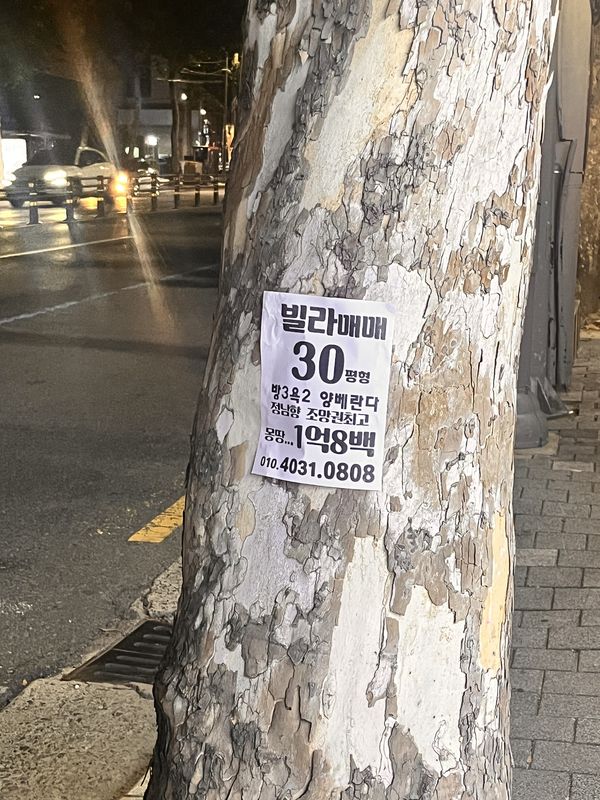 빌라매매
30평형
방3욕2 양베란다
정남향 조망권최고
몽땅...1억8백
010.4031.0808